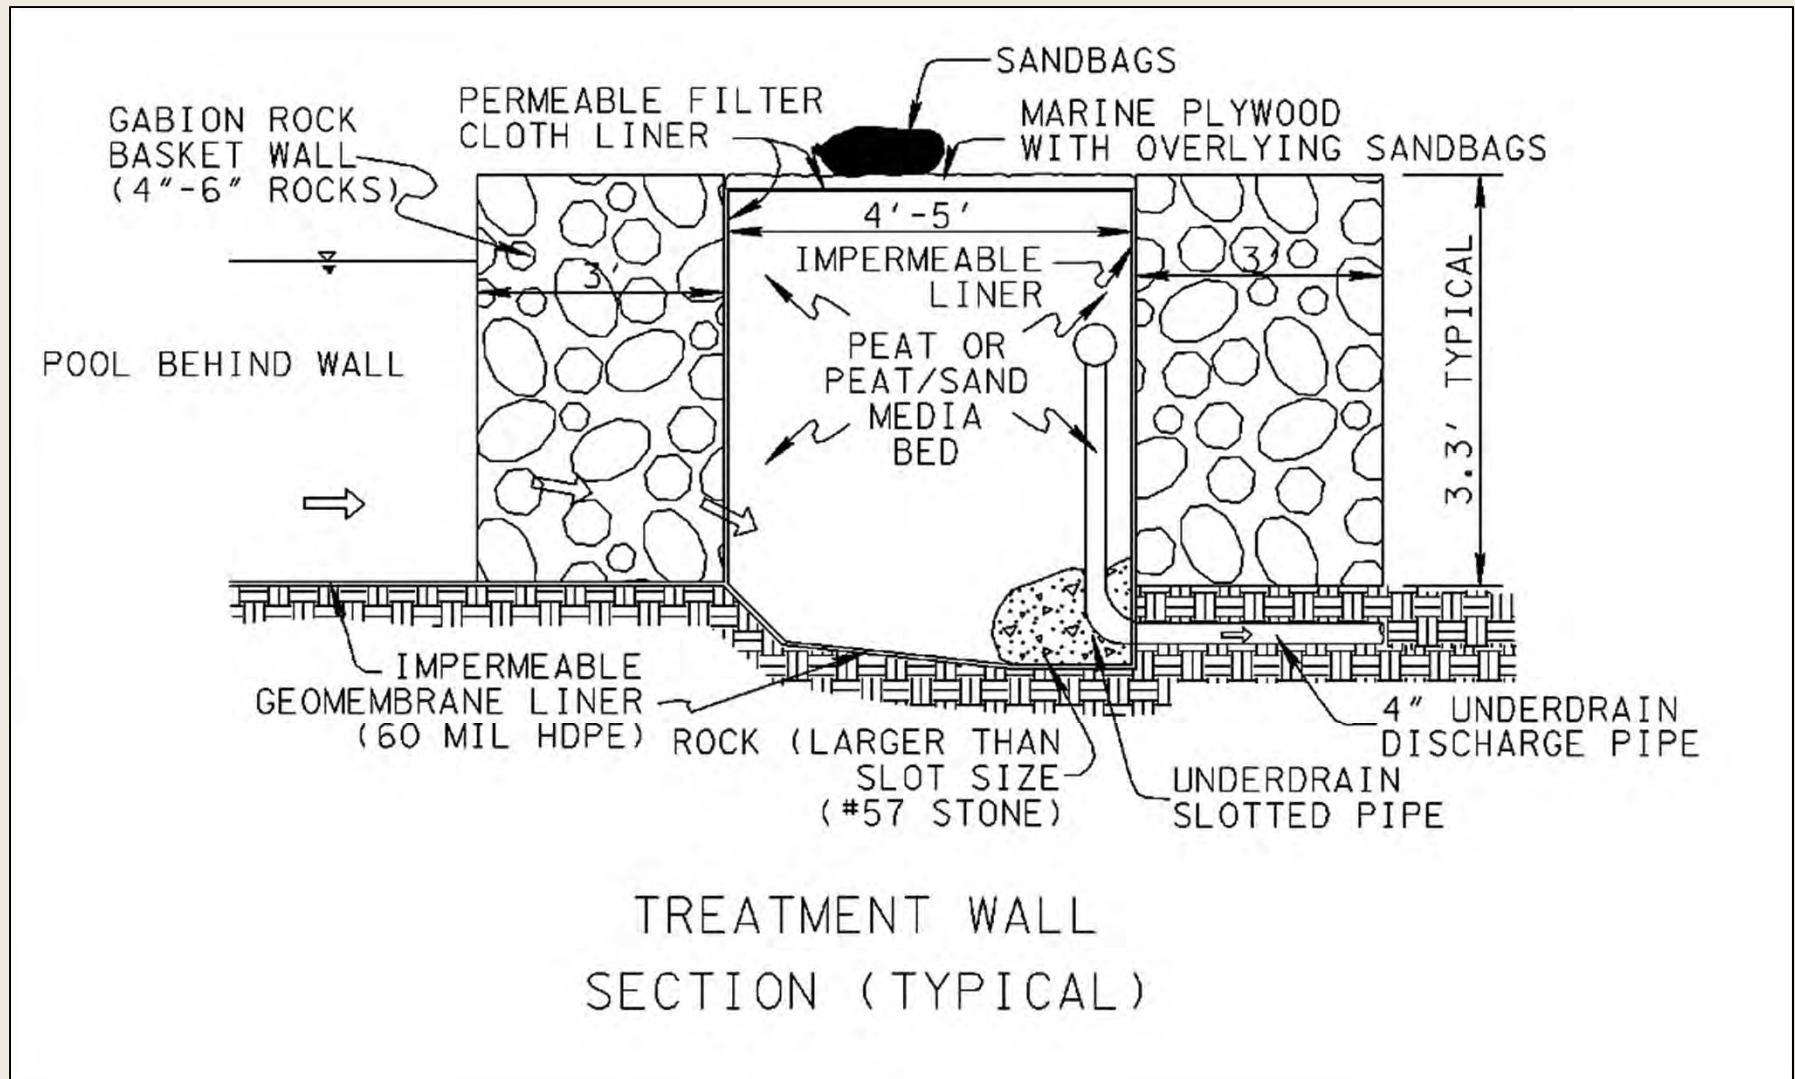 SANDBAGS
PERMEABLE FILTER
CLOTH LINER
GABION ROCK
BASKET WALL
(4"-6" ROCKS)
MARINE PLYWOOD
WITH OVERLYING SANDBAGS
4'-5'
3'
3'
IMPERMEABLE
LINER
3.3' TYPICAL
POOL BEHIND WALL
PEAT OR
PEAT/SAND
MEDIA
BED
IMPERMEABLE
GEOMEMBRANE LINER
(60 MIL HDPE)
ROCK (LARGER THAN
SLOT SIZE
(#57 STONE)
4" UNDERDRAIN
DISCHARGE PIPE
UNDERDRAIN
SLOTTED PIPE
TREATMENT WALL
SECTION (TYPICAL)